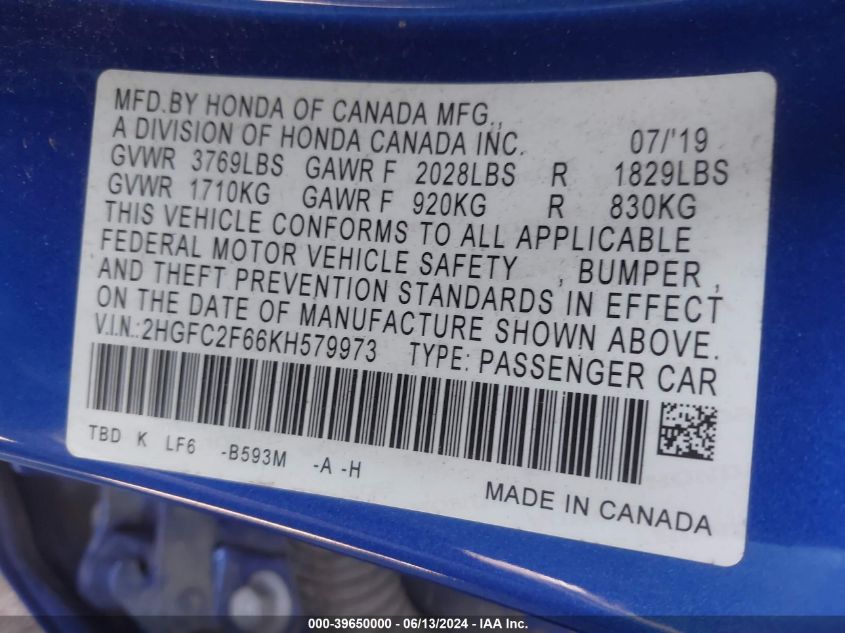 MFD.BY HONDA OF CANADA MFG.,
A DIVISION OF HONDA CANADA INC. 07/'19
GVWR 3769LBS GAWR F 2028LBS R 1829LBS
GVWR 1710KG GAWR F 920KG R 830KG
THIS VEHICLE CONFORMS TO ALL APPLICABLE
FEDERAL MOTOR VEHICLE SAFETY , BUMPER ,
AND THEFT PREVENTION STANDARDS IN EFFECT
ON THE DATE OF MANUFACTURE SHOWN ABOVE.
V.I.N.:2HGFC2F66KH579973 TYPE: PASSENGER CAR
TBD K LF6 -B593M -A -H
MADE IN CANADA
000-39650000 - 06/13/2024 - IAA Inc.